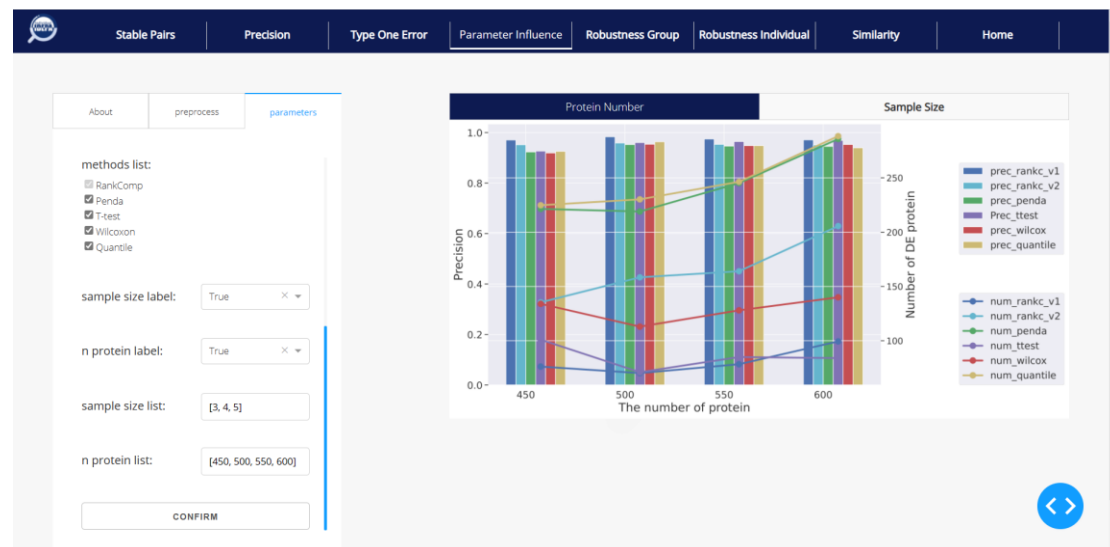 Stable Pairs
Precision
Type One Error
Parameter Influence
Robustness Group
Robustness Individual
Similarity
Home
About
preprocess
parameters
methods list:
RankComp
Penda
T-test
Wilcoxon
Quantile
sample size label:
True
n protein label:
True
sample size list:
[3, 4, 5]
n protein list:
[450, 500, 550, 600]
CONFIRM
Protein Number
Sample Size
1.0
0.8
0.6
0.4
0.2
0.0
Precision
450
500
550
600
The number of protein
250
200
150
100
Number of DE protein
prec_rankc_v1
prec_rankc_v2
prec_penda
Prec_ttest
prec_wilcox
prec_quantile
num_rankc_v1
num_rankc_v2
num_penda
num_ttest
num_wilcox
num_quantile